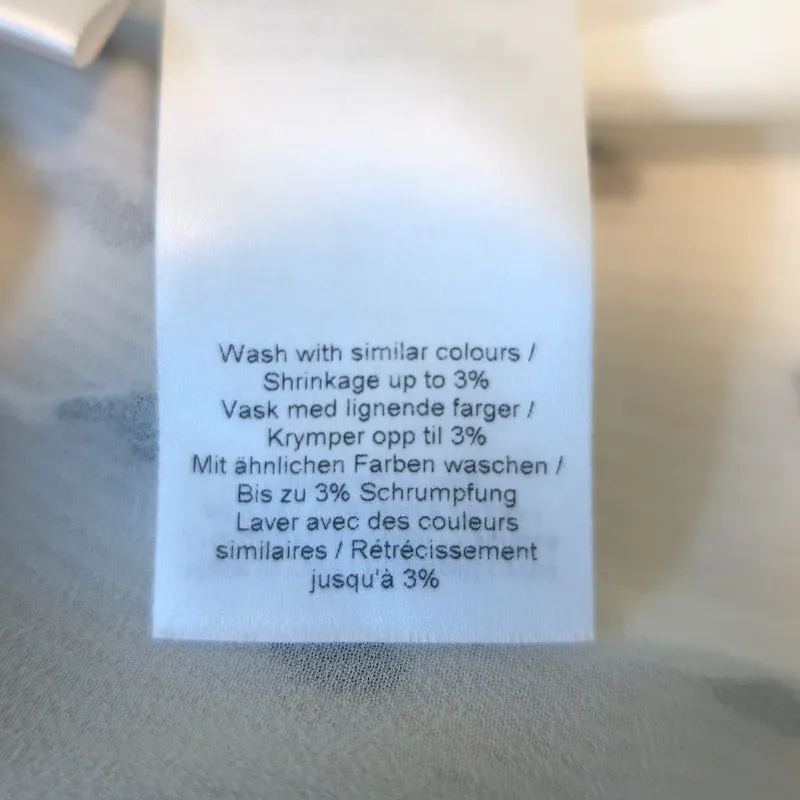 Wash with similar colours /
Shrinkage up to 3%
Vask med lignende farger /
Krymper opp til 3%
Mit ähnlichen Farben waschen /
Bis zu 3% Schrumpfung
Laver avec des couleurs
similaires / Rétrécissement
jusqu'à 3%